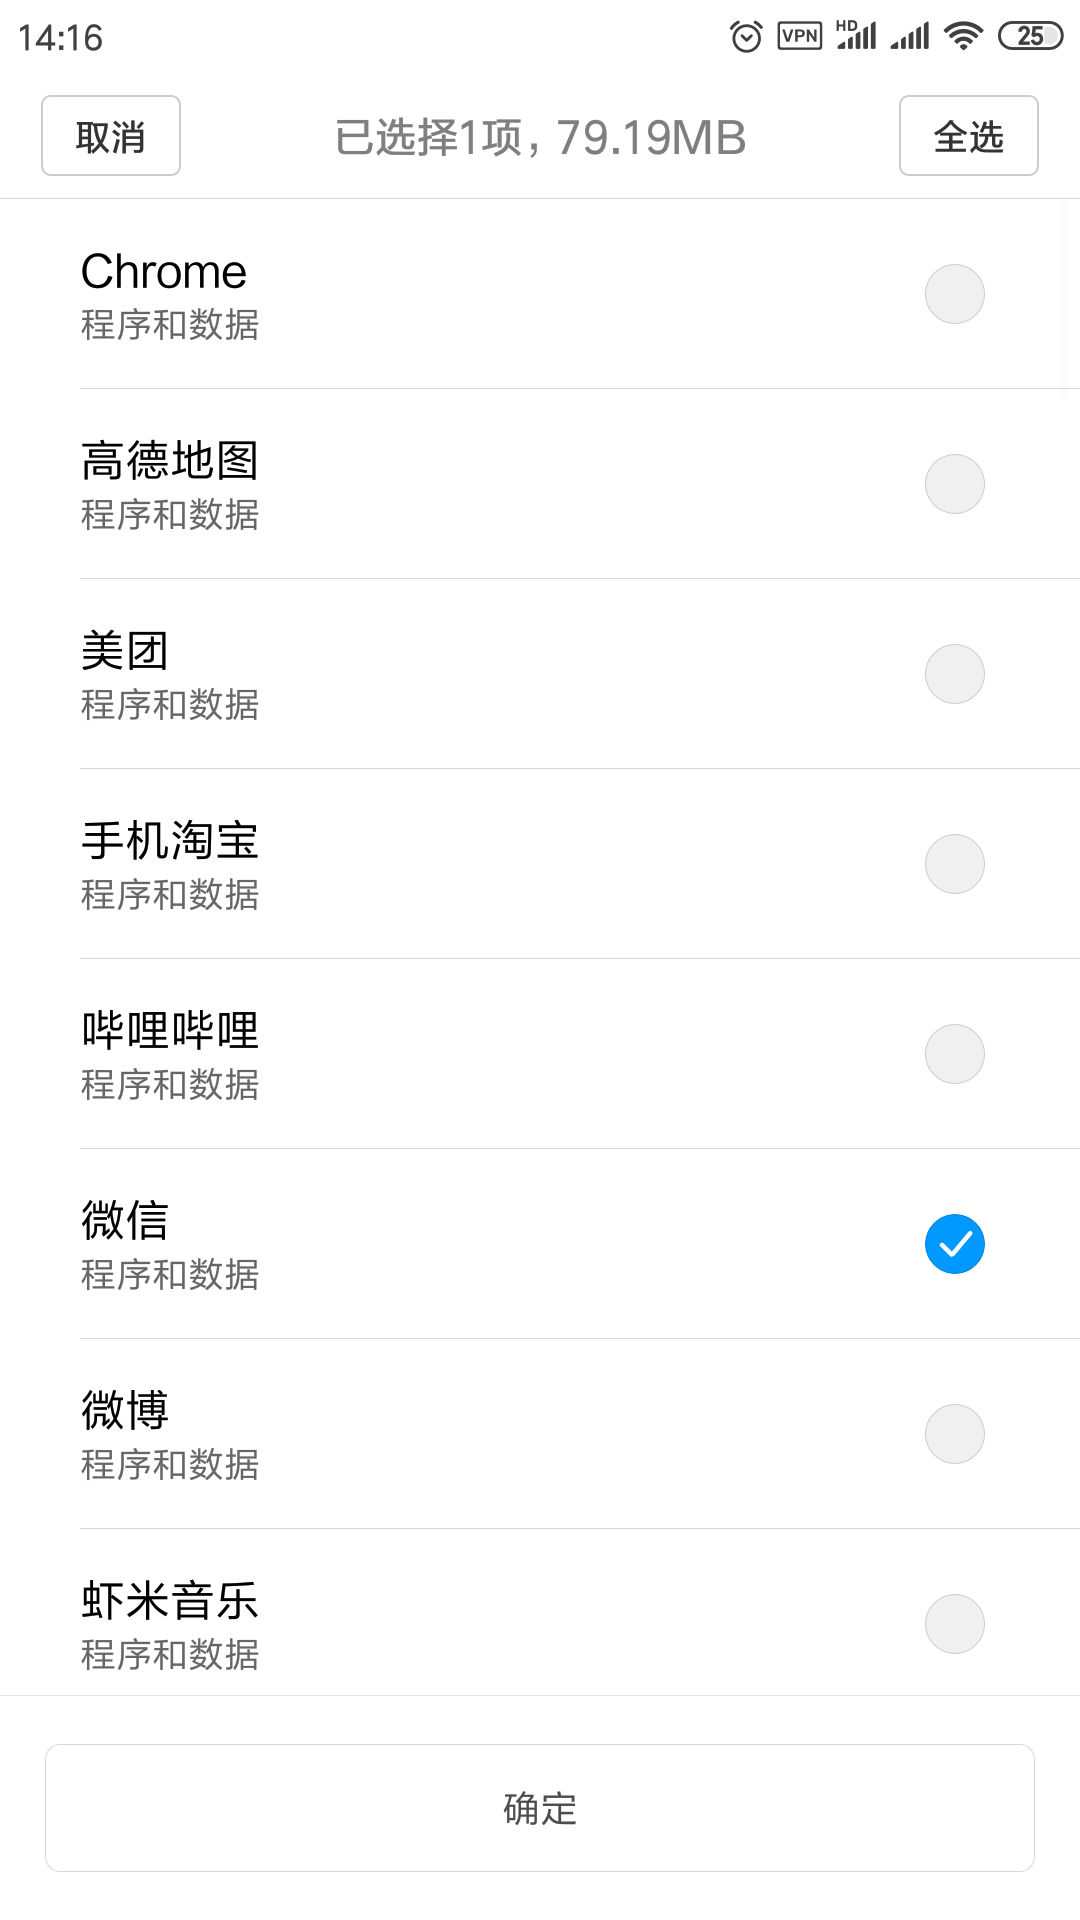 14:16
VPN HD 25
取消 已选择1项，79.19MB 全选
Chrome
程序和数据
高德地图
程序和数据
美团
程序和数据
手机淘宝
程序和数据
哔哩哔哩
程序和数据
微信
程序和数据
微博
程序和数据
虾米音乐
程序和数据
确定